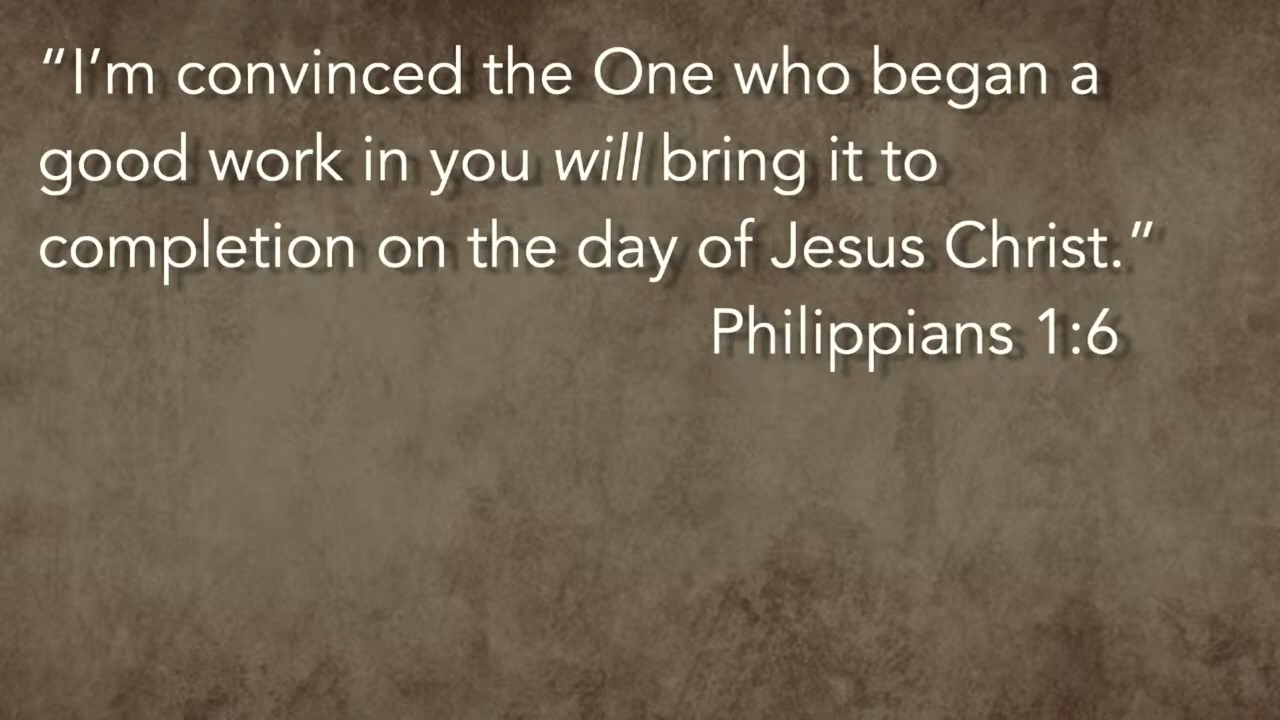 “I’m convinced the One who began a
good work in you will bring it to
completion on the day of Jesus Christ.”
Philippians 1:6